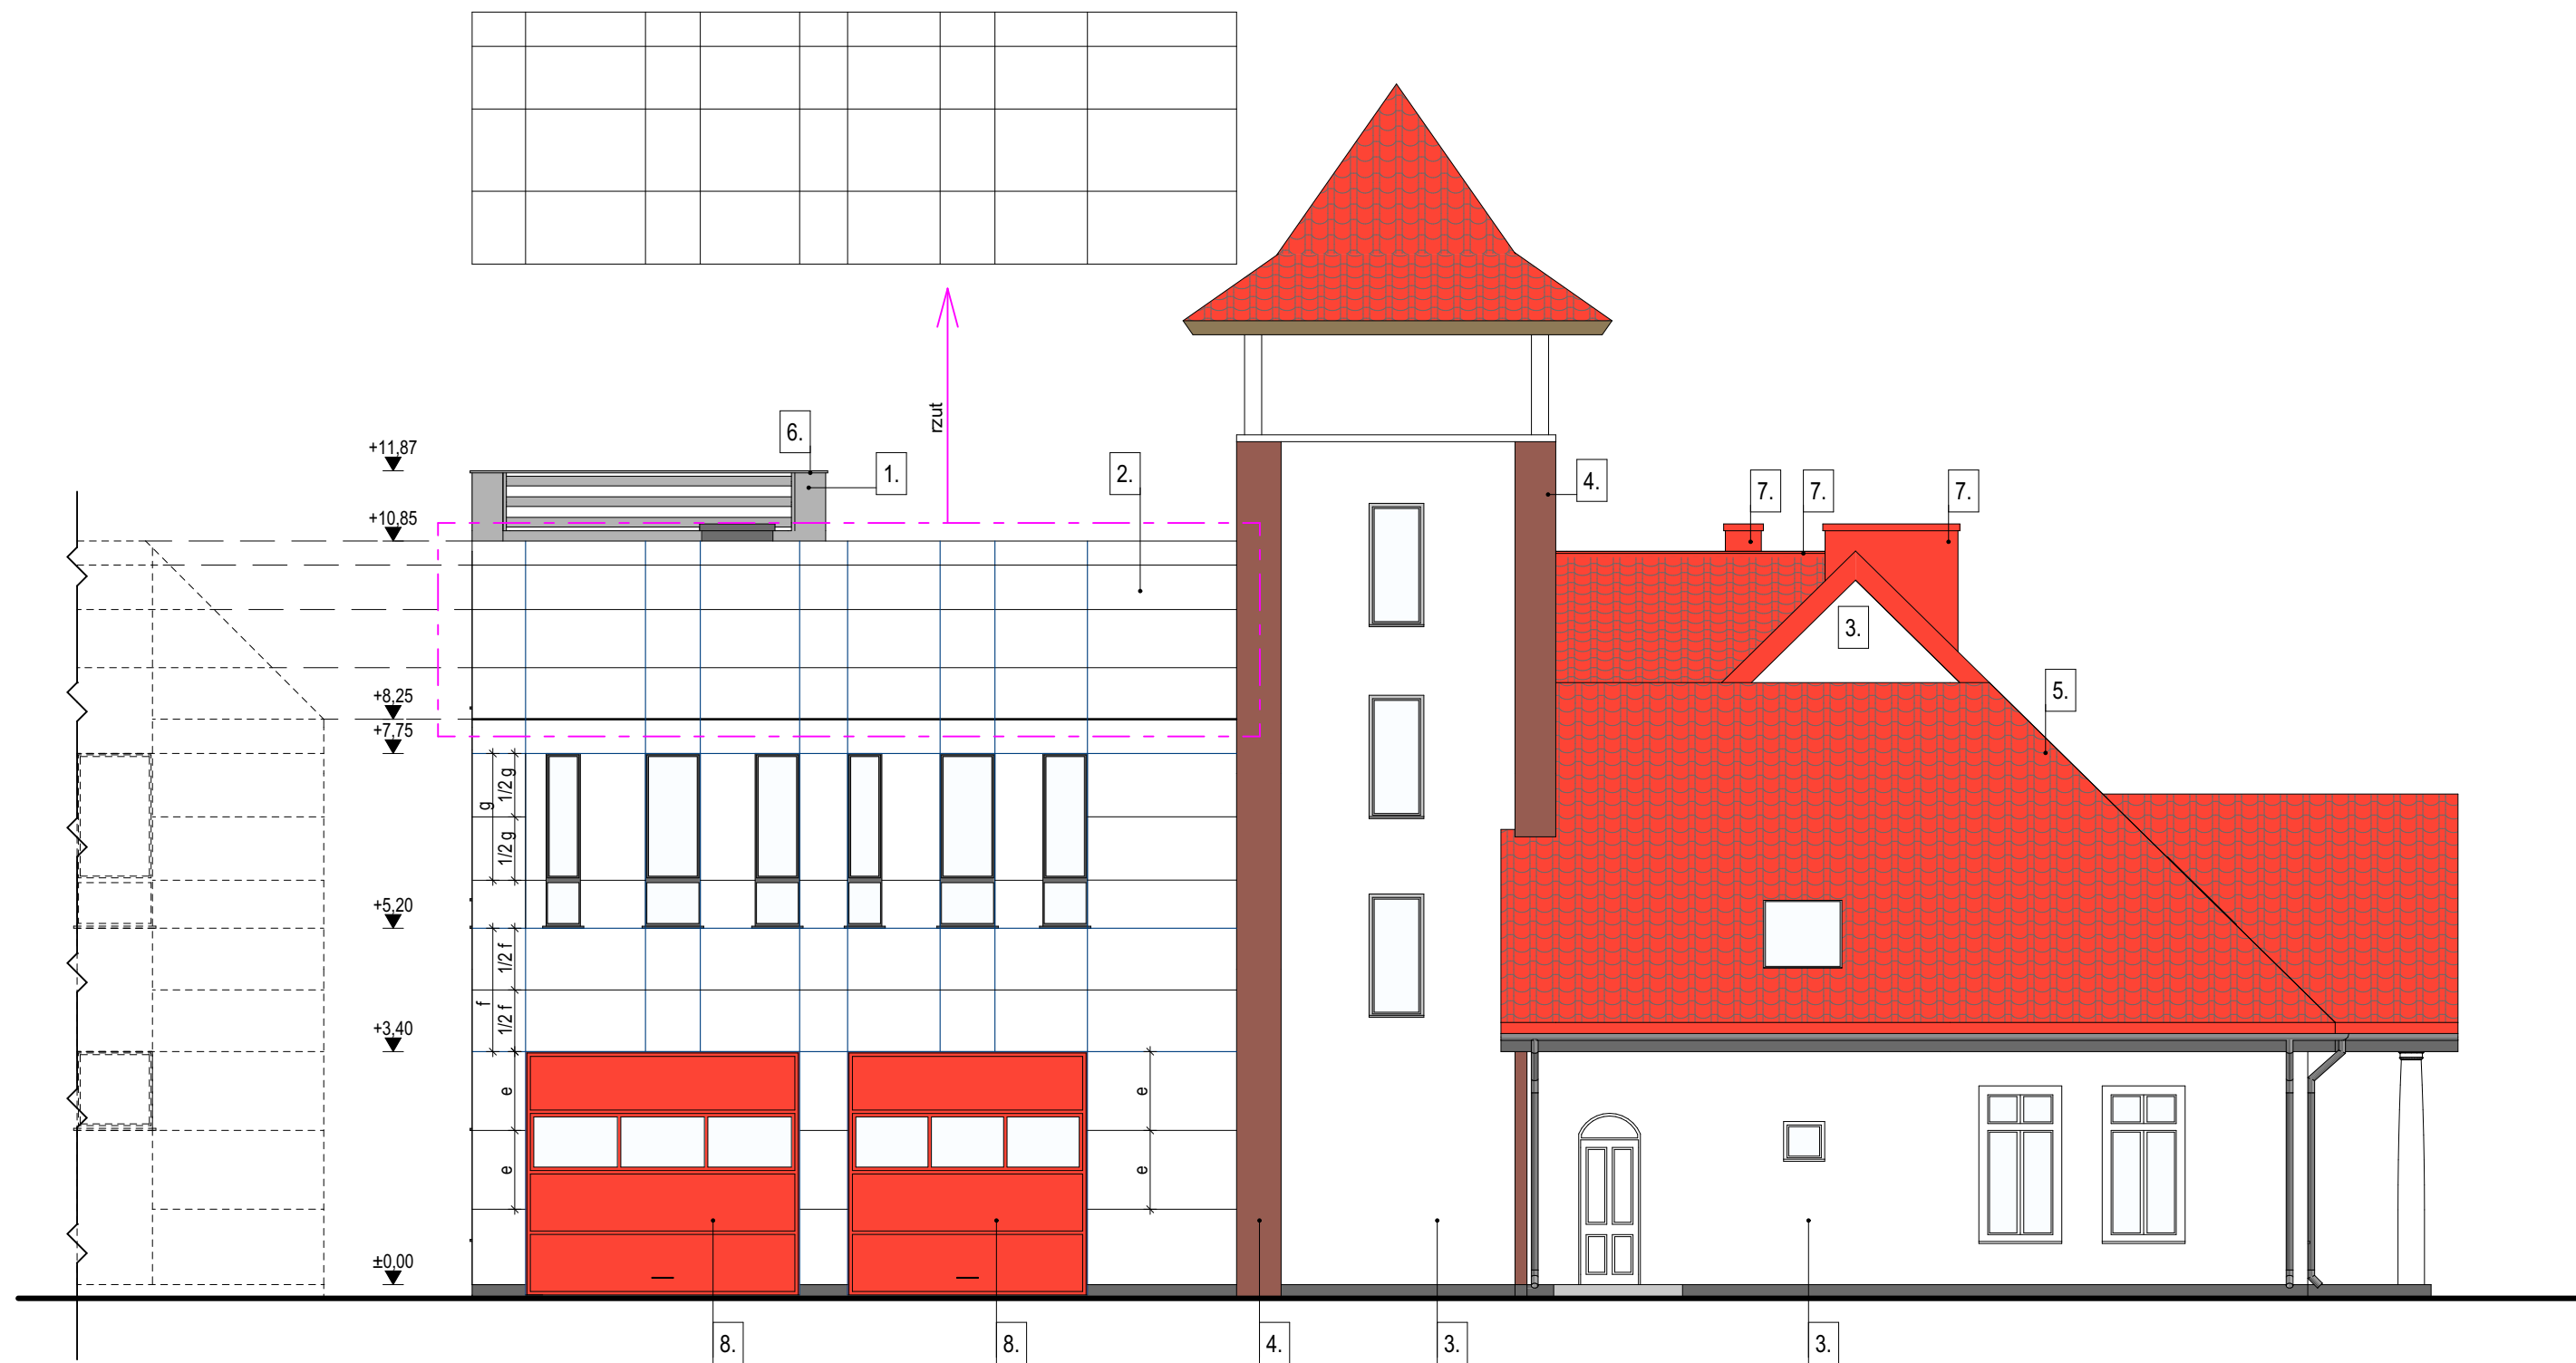 rzut
6.
1.
2.
4.
7.
7.
7.
3.
5.
+11,87
+10,85
+8,25
+7,75
+5,20
+3,40
±0,00
g
1/2 g
1/2 g
f
1/2 f
1/2 f
e
e
e
e
8.
8.
4.
3.
3.